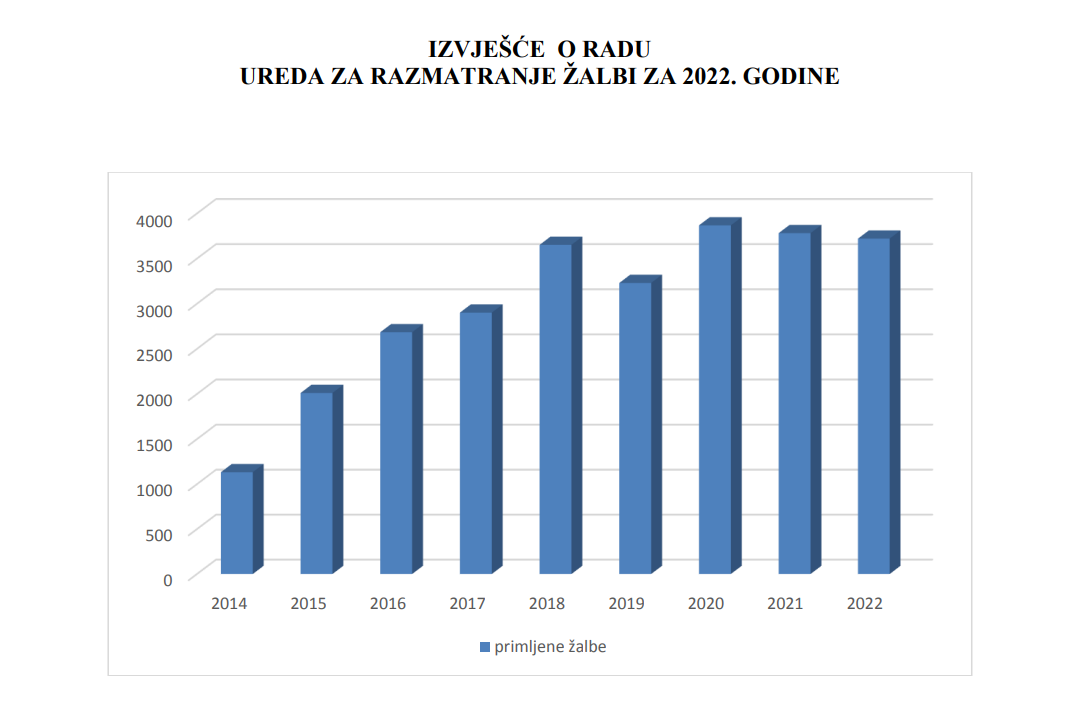 IZVJEŠĆE O RADU
UREDA ZA RAZMATRANJE ŽALBI ZA 2022. GODINE
4000
3500
3000
2500
2000
1500
1000
500
0
2014 2015 2016 2017 2018 2019 2020 2021 2022
primljene žalbe